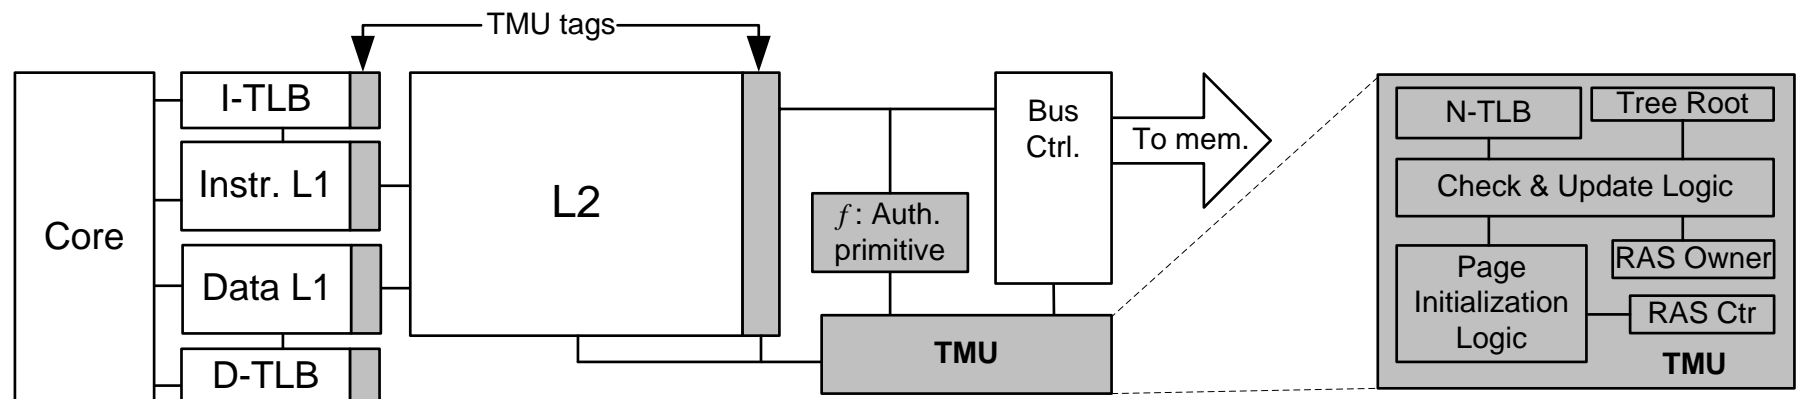 TMU tags
Core
I-TLB
Instr. L1
Data L1
D-TLB
L2
f: Auth.
primitive
Bus
Ctrl.
To mem.
TMU
N-TLB
Tree Root
Check & Update Logic
Page
Initialization
Logic
RAS Owner
RAS Ctr
TMU